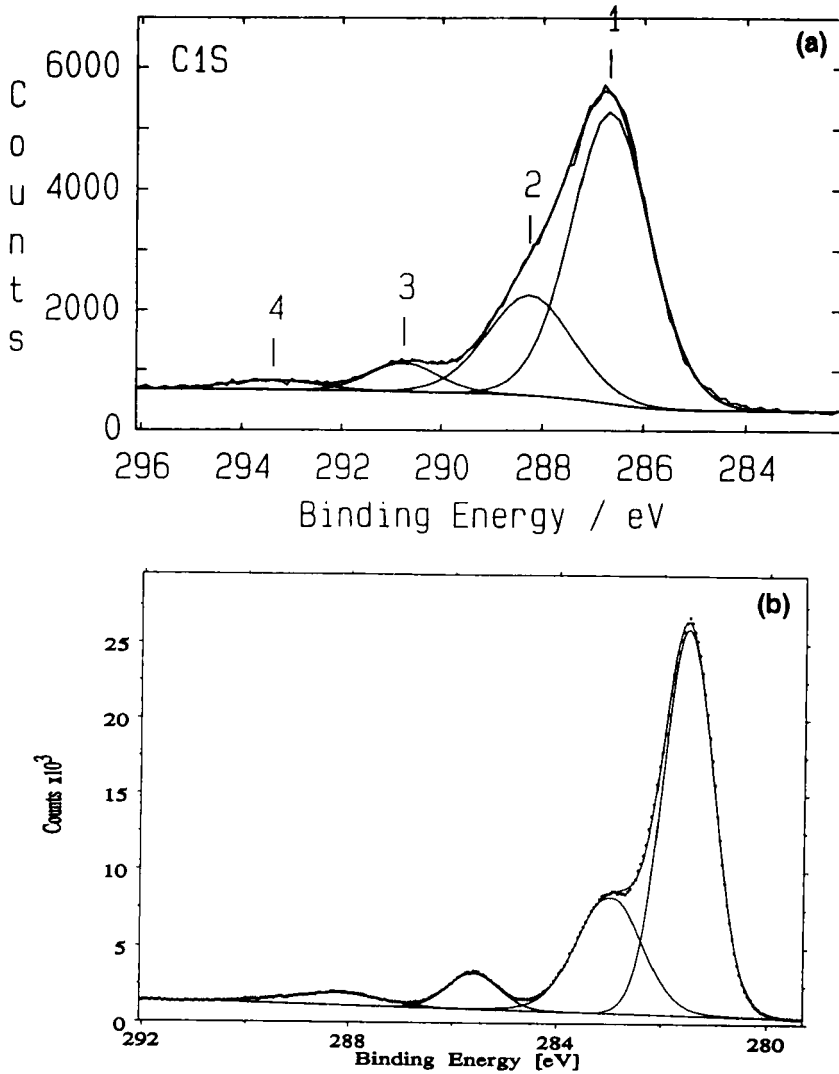 1
(a)
C1S
6000
4000
2000
0
2
3
4
Counts
296 294 292 290 288 286 284
Binding Energy / eV
(b)
25
20
15
10
5
0
Counts x10³
292 288 284 280
Binding Energy [eV]